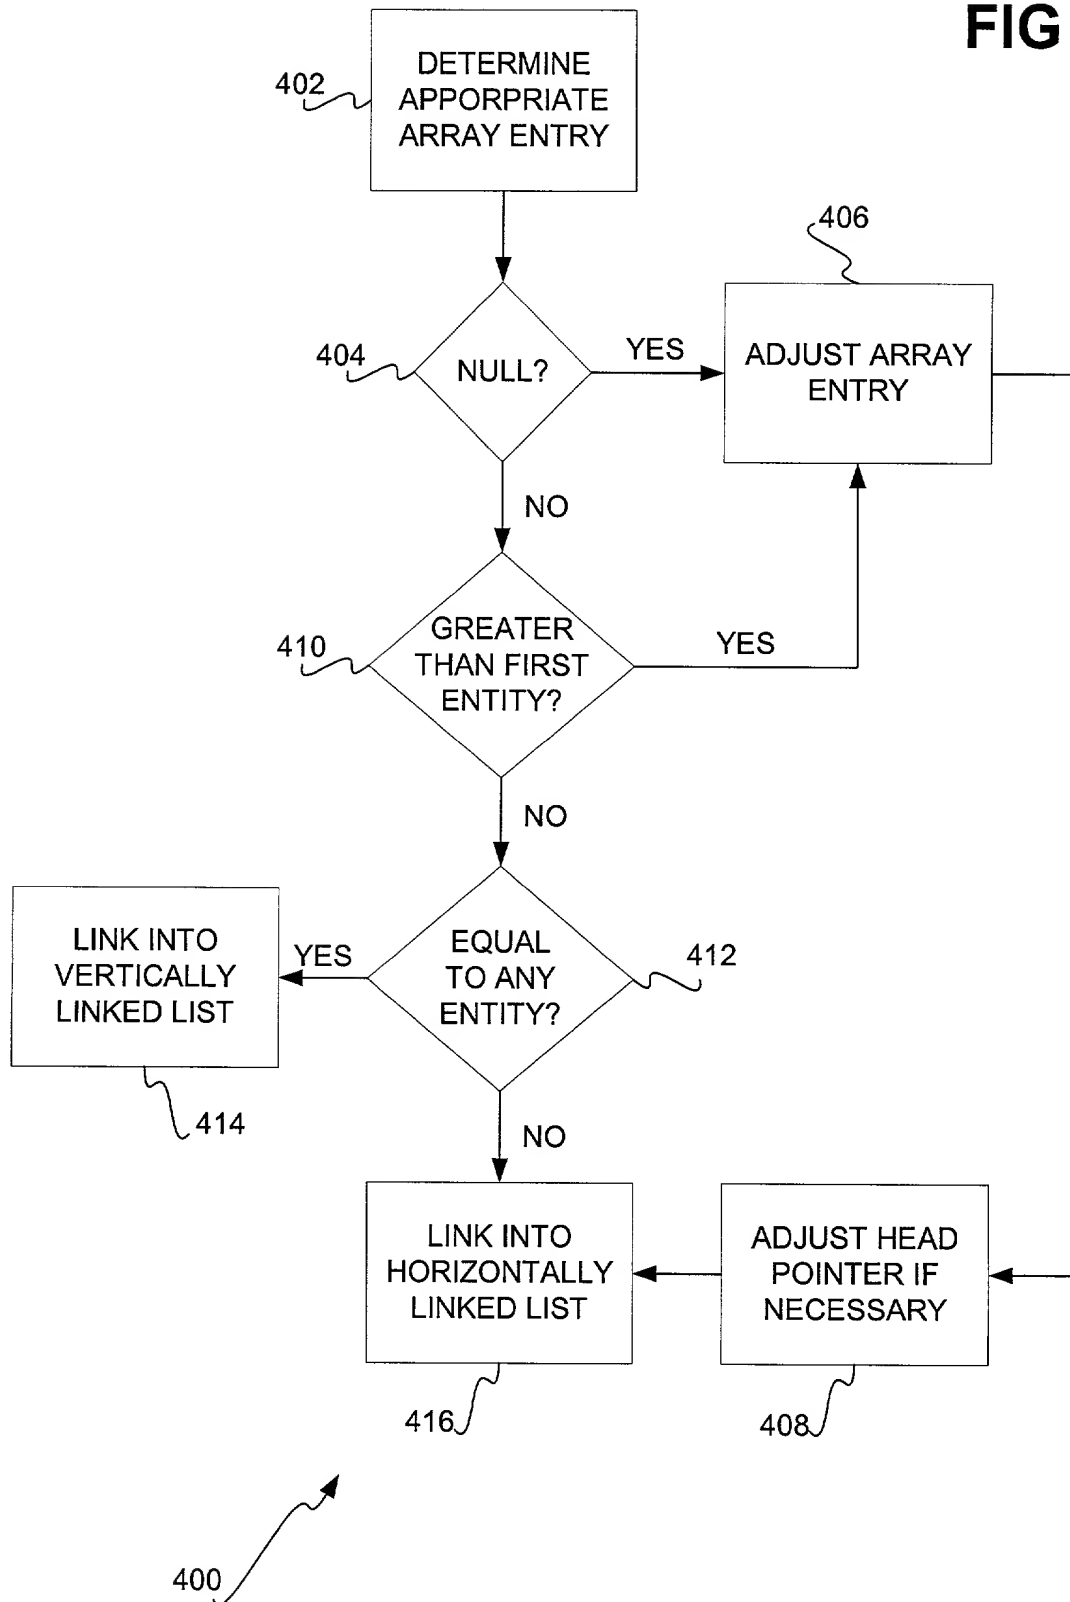 FIG
402
DETERMINE
APPORPRIATE
ARRAY ENTRY
406
404
NULL?
YES
ADJUST ARRAY
ENTRY
NO
410
GREATER
THAN FIRST
ENTITY?
YES
NO
LINK INTO
VERTICALLY
LINKED LIST
YES
EQUAL
TO ANY
ENTITY?
412
414
NO
LINK INTO
HORIZONTALLY
LINKED LIST
ADJUST HEAD
POINTER IF
NECESSARY
416
408
400